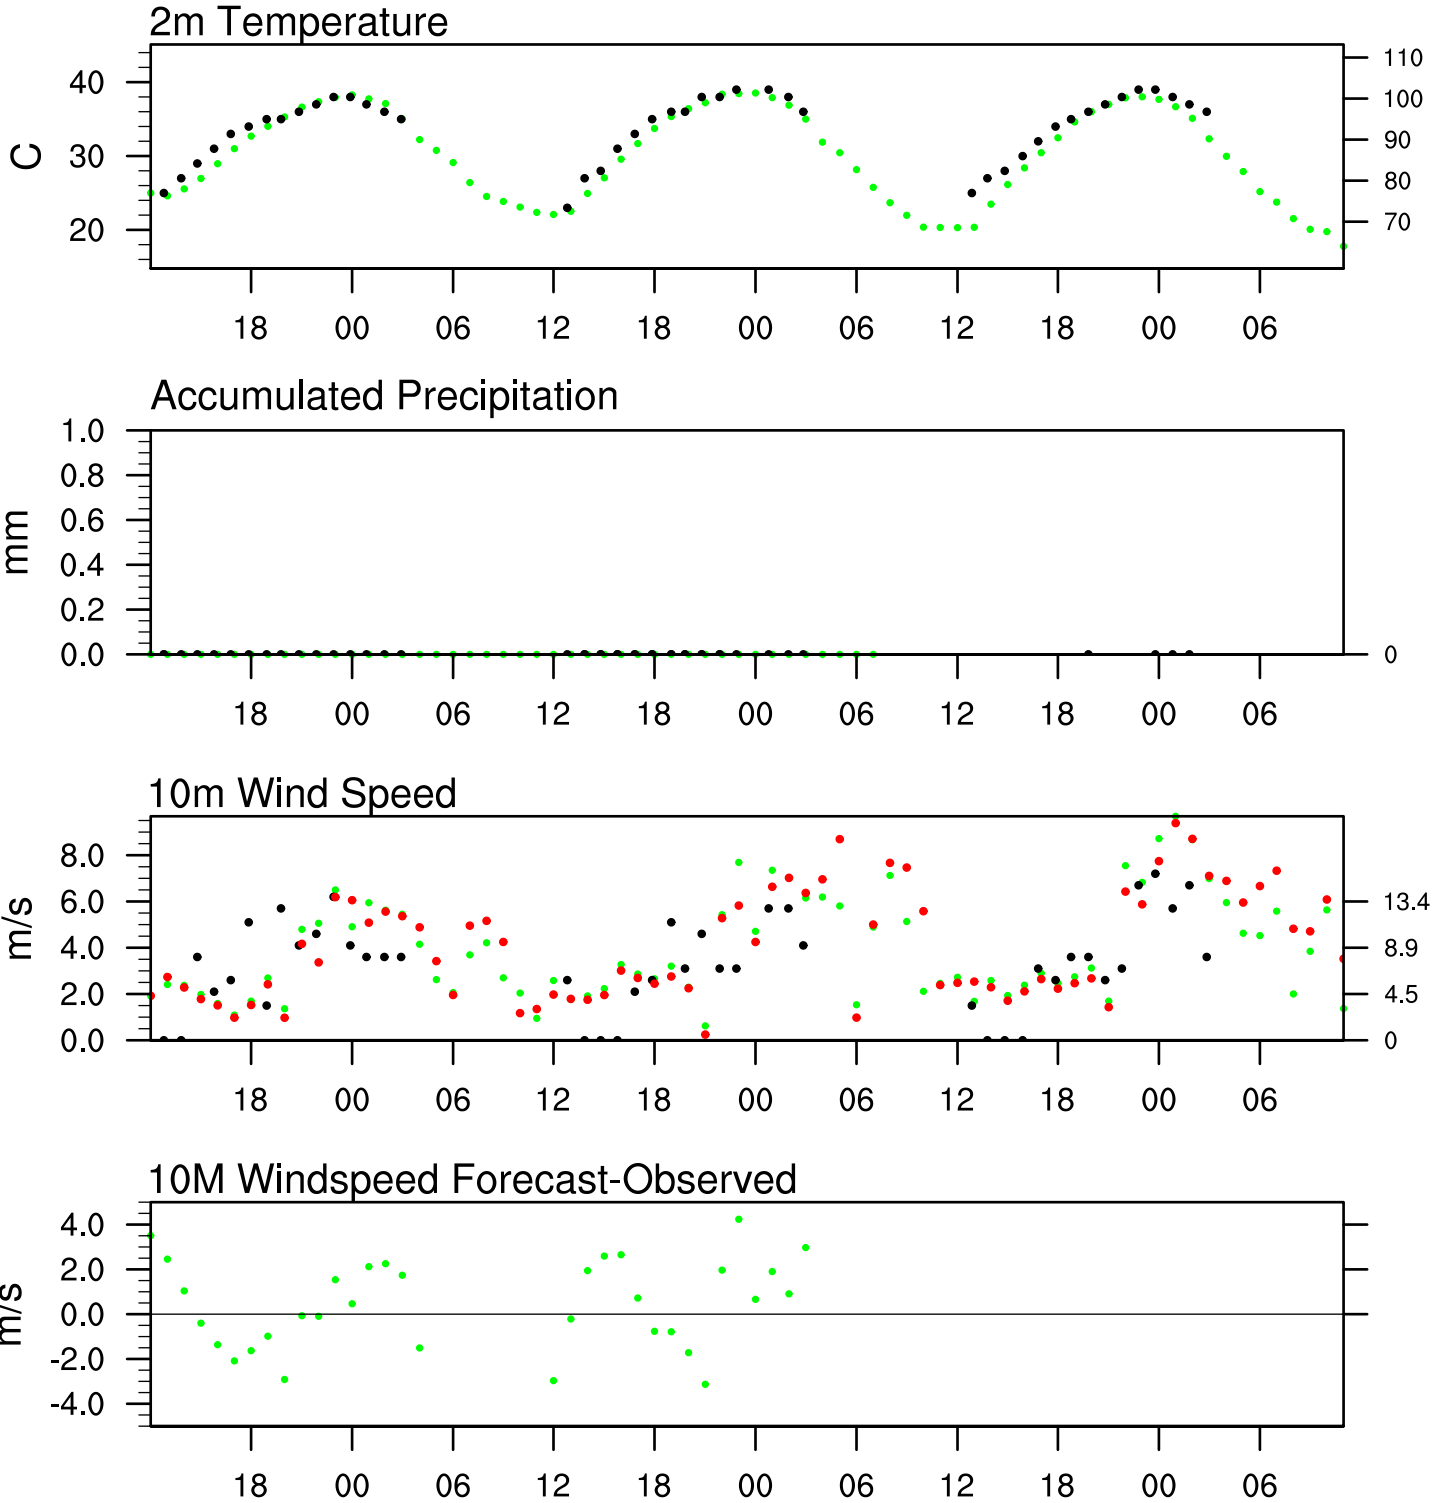 2m Temperature
C
40
30
20
110
100
90
80
70
18 00 06 12 18 00 06 12 18 00 06
Accumulated Precipitation
mm
1.0
0.8
0.6
0.4
0.2
0.0
0
18 00 06 12 18 00 06 12 18 00 06
10m Wind Speed
m/s
8.0
6.0
4.0
2.0
0.0
13.4
8.9
4.5
0
18 00 06 12 18 00 06 12 18 00 06
10M Windspeed Forecast-Observed
m/s
4.0
2.0
0.0
-2.0
-4.0
18 00 06 12 18 00 06 12 18 00 06